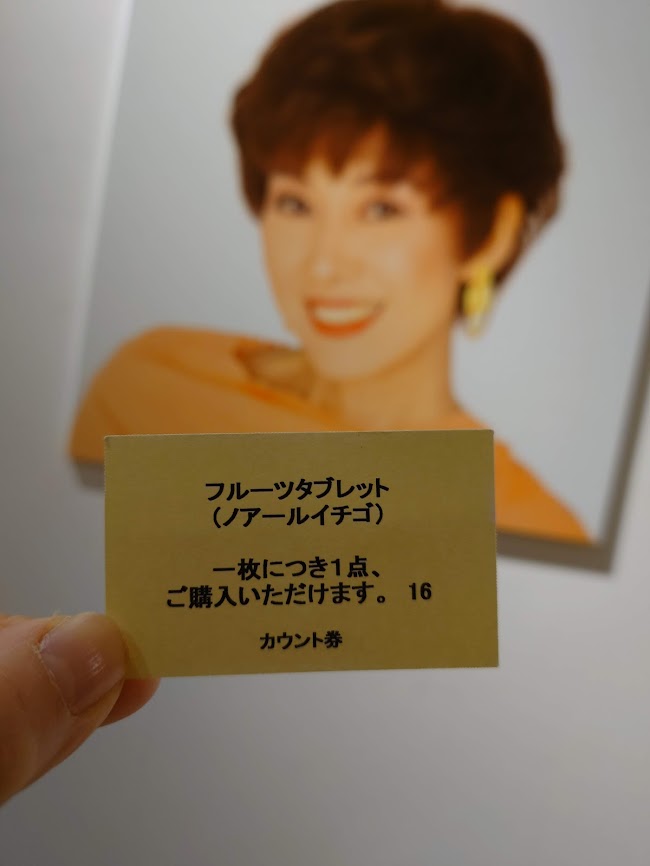 フルーツタブレット
（ノアールイチゴ）
一枚につき１点、
ご購入いただけます。 16
カウント券